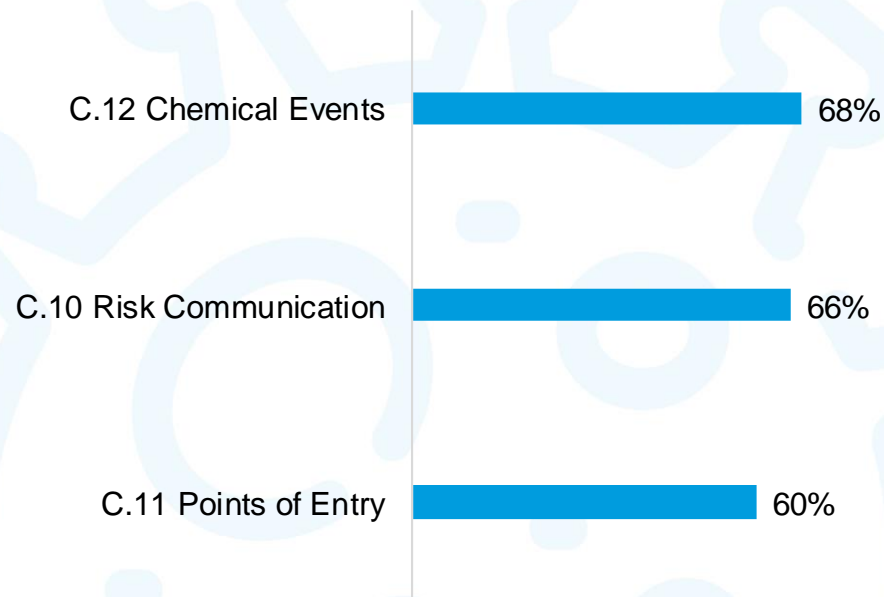 C.12 Chemical Events 68%
C.10 Risk Communication 66%
C.11 Points of Entry 60%